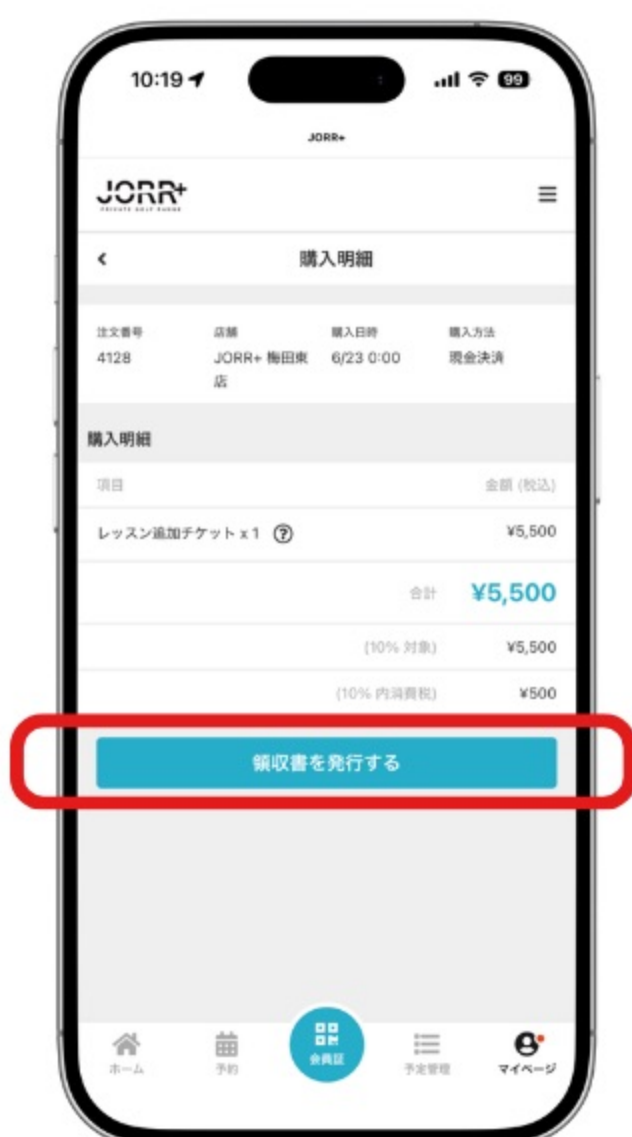 10:19
99
JORR+
JORR+
PRIVATE GOLF RANGE
購入明細
注文番号 店舗 購入日時 購入方法
4128 JORR+ 梅田東店 6/23 0:00 現金決済
購入明細
項目 金額 (税込)
レッスン追加チケット x 1 ? ¥5,500
合計 ¥5,500
(10% 対象) ¥5,500
(10% 内消費税) ¥500
領収書を発行する
ホーム 予約 会員証 予定管理 マイページ